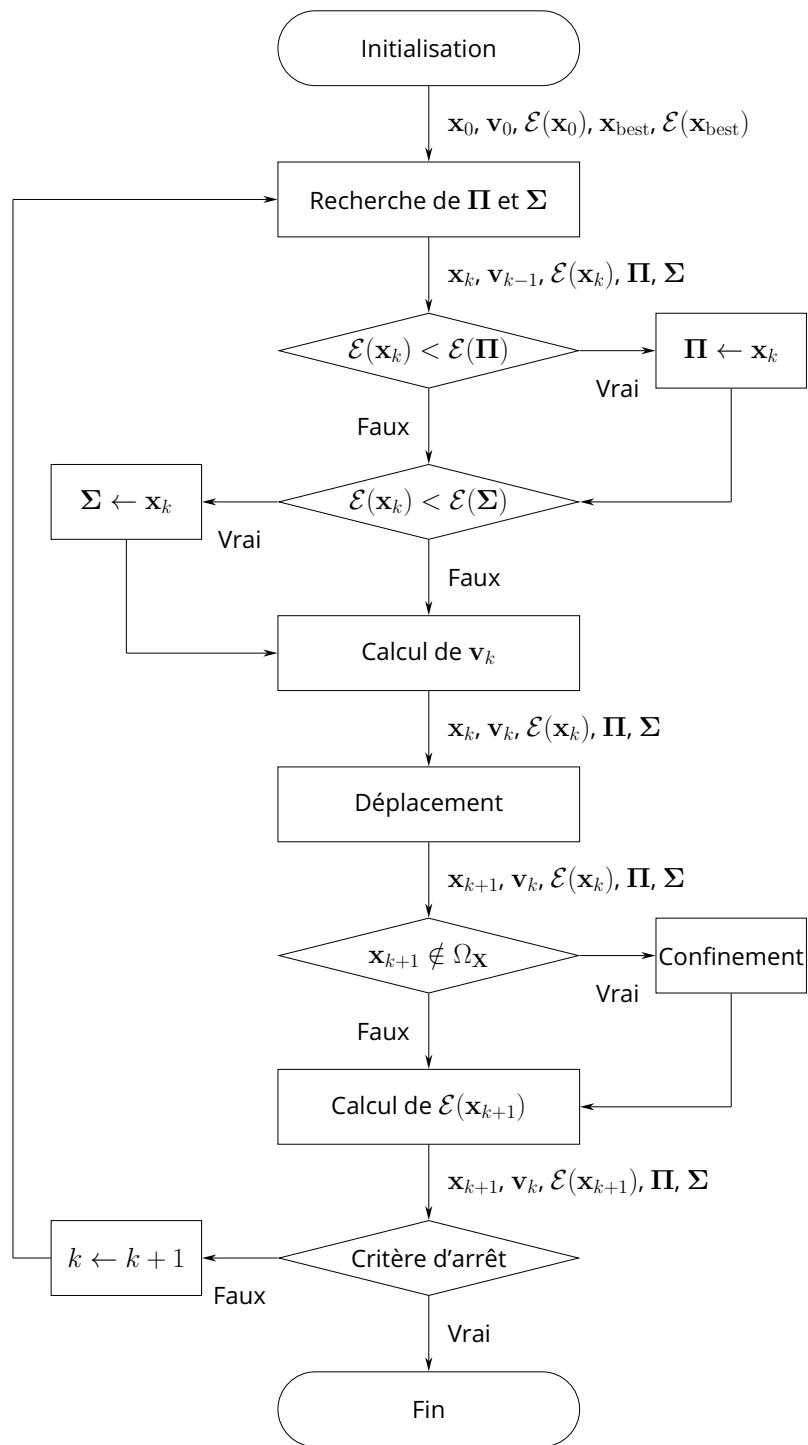 Initialisation
𝐱₀, 𝐯₀, ℰ(𝐱₀), 𝐱_best, ℰ(𝐱_best)
Recherche de 𝚷 et 𝚺
𝐱_k, 𝐯_{k−1}, ℰ(𝐱_k), 𝚷, 𝚺
ℰ(𝐱_k) < ℰ(𝚷)
𝚷 ← 𝐱_k
Vrai
Faux
𝚺 ← 𝐱_k
ℰ(𝐱_k) < ℰ(𝚺)
Vrai
Faux
Calcul de 𝐯_k
𝐱_k, 𝐯_k, ℰ(𝐱_k), 𝚷, 𝚺
Déplacement
𝐱_{k+1}, 𝐯_k, ℰ(𝐱_k), 𝚷, 𝚺
𝐱_{k+1} ∉ Ω_𝐗
Confinement
Vrai
Faux
Calcul de ℰ(𝐱_{k+1})
𝐱_{k+1}, 𝐯_k, ℰ(𝐱_{k+1}), 𝚷, 𝚺
k ← k + 1
Critère d'arrêt
Faux
Vrai
Fin